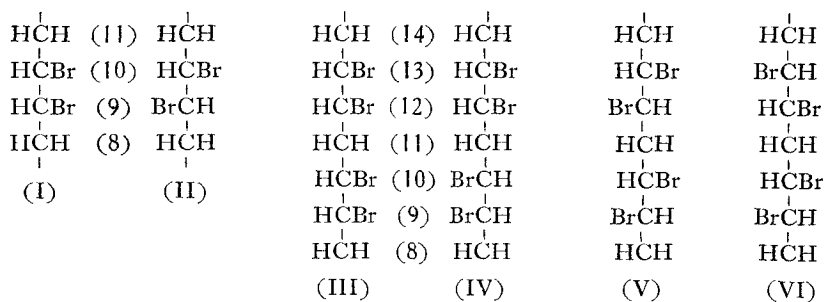 HCH (11) HCH HCH (14) HCH HCH HCH
HCBr (10) HCBr HCBr (13) HCBr HCBr BrCH
HCBr (9) BrCH HCBr (12) HCBr BrCH HCBr
HCH (8) HCH HCH (11) HCH HCH HCH
HCBr (10) BrCH HCBr HCBr
(I) (II) HCBr (9) BrCH BrCH BrCH
HCH (8) HCH HCH HCH
(III) (IV) (V) (VI)